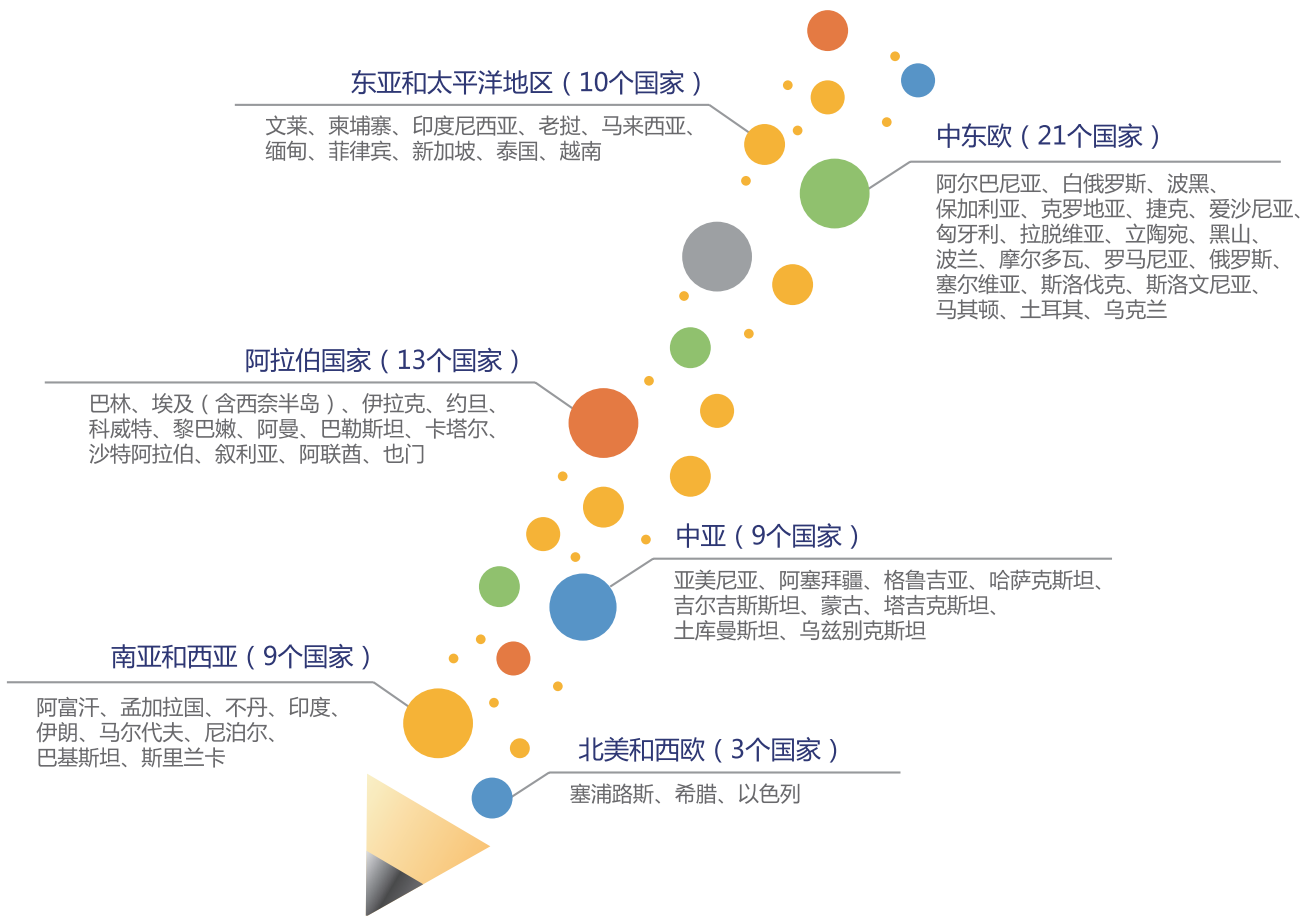 东亚和太平洋地区（10个国家）
文莱、柬埔寨、印度尼西亚、老挝、马来西亚、
缅甸、菲律宾、新加坡、泰国、越南
中东欧（21个国家）
阿尔巴尼亚、白俄罗斯、波黑、
保加利亚、克罗地亚、捷克、爱沙尼亚、
匈牙利、拉脱维亚、立陶宛、黑山、
波兰、摩尔多瓦、罗马尼亚、俄罗斯、
塞尔维亚、斯洛伐克、斯洛文尼亚、
马其顿、土耳其、乌克兰
阿拉伯国家（13个国家）
巴林、埃及（含西奈半岛）、伊拉克、约旦、
科威特、黎巴嫩、阿曼、巴勒斯坦、卡塔尔、
沙特阿拉伯、叙利亚、阿联酋、也门
中亚（9个国家）
亚美尼亚、阿塞拜疆、格鲁吉亚、哈萨克斯坦、
吉尔吉斯斯坦、蒙古、塔吉克斯坦、
土库曼斯坦、乌兹别克斯坦
南亚和西亚（9个国家）
阿富汗、孟加拉国、不丹、印度、
伊朗、马尔代夫、尼泊尔、
巴基斯坦、斯里兰卡
北美和西欧（3个国家）
塞浦路斯、希腊、以色列